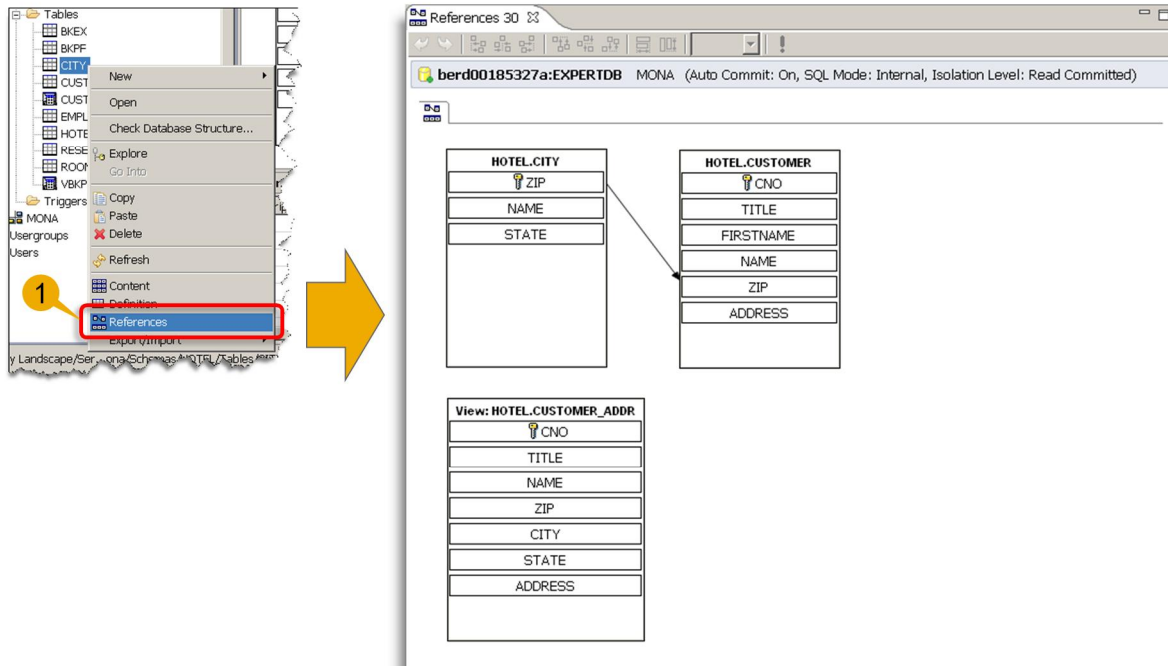 Tables
BKEX
BKPF
CITY
CUST
CUST
EMPL
HOTE
RESE
ROOM
VBKP
Triggers
MONA
Usergroups
Users
New
Open
Check Database Structure...
Explore
Go Into
Copy
Paste
Delete
Refresh
Content
Definition
References
Export/Import
1
References 30
berd00185327a:EXPERTDB MONA (Auto Commit: On, SQL Mode: Internal, Isolation Level: Read Committed)
HOTEL.CITY
ZIP
NAME
STATE
HOTEL.CUSTOMER
CNO
TITLE
FIRSTNAME
NAME
ZIP
ADDRESS
View: HOTEL.CUSTOMER_ADDR
CNO
TITLE
NAME
ZIP
CITY
STATE
ADDRESS